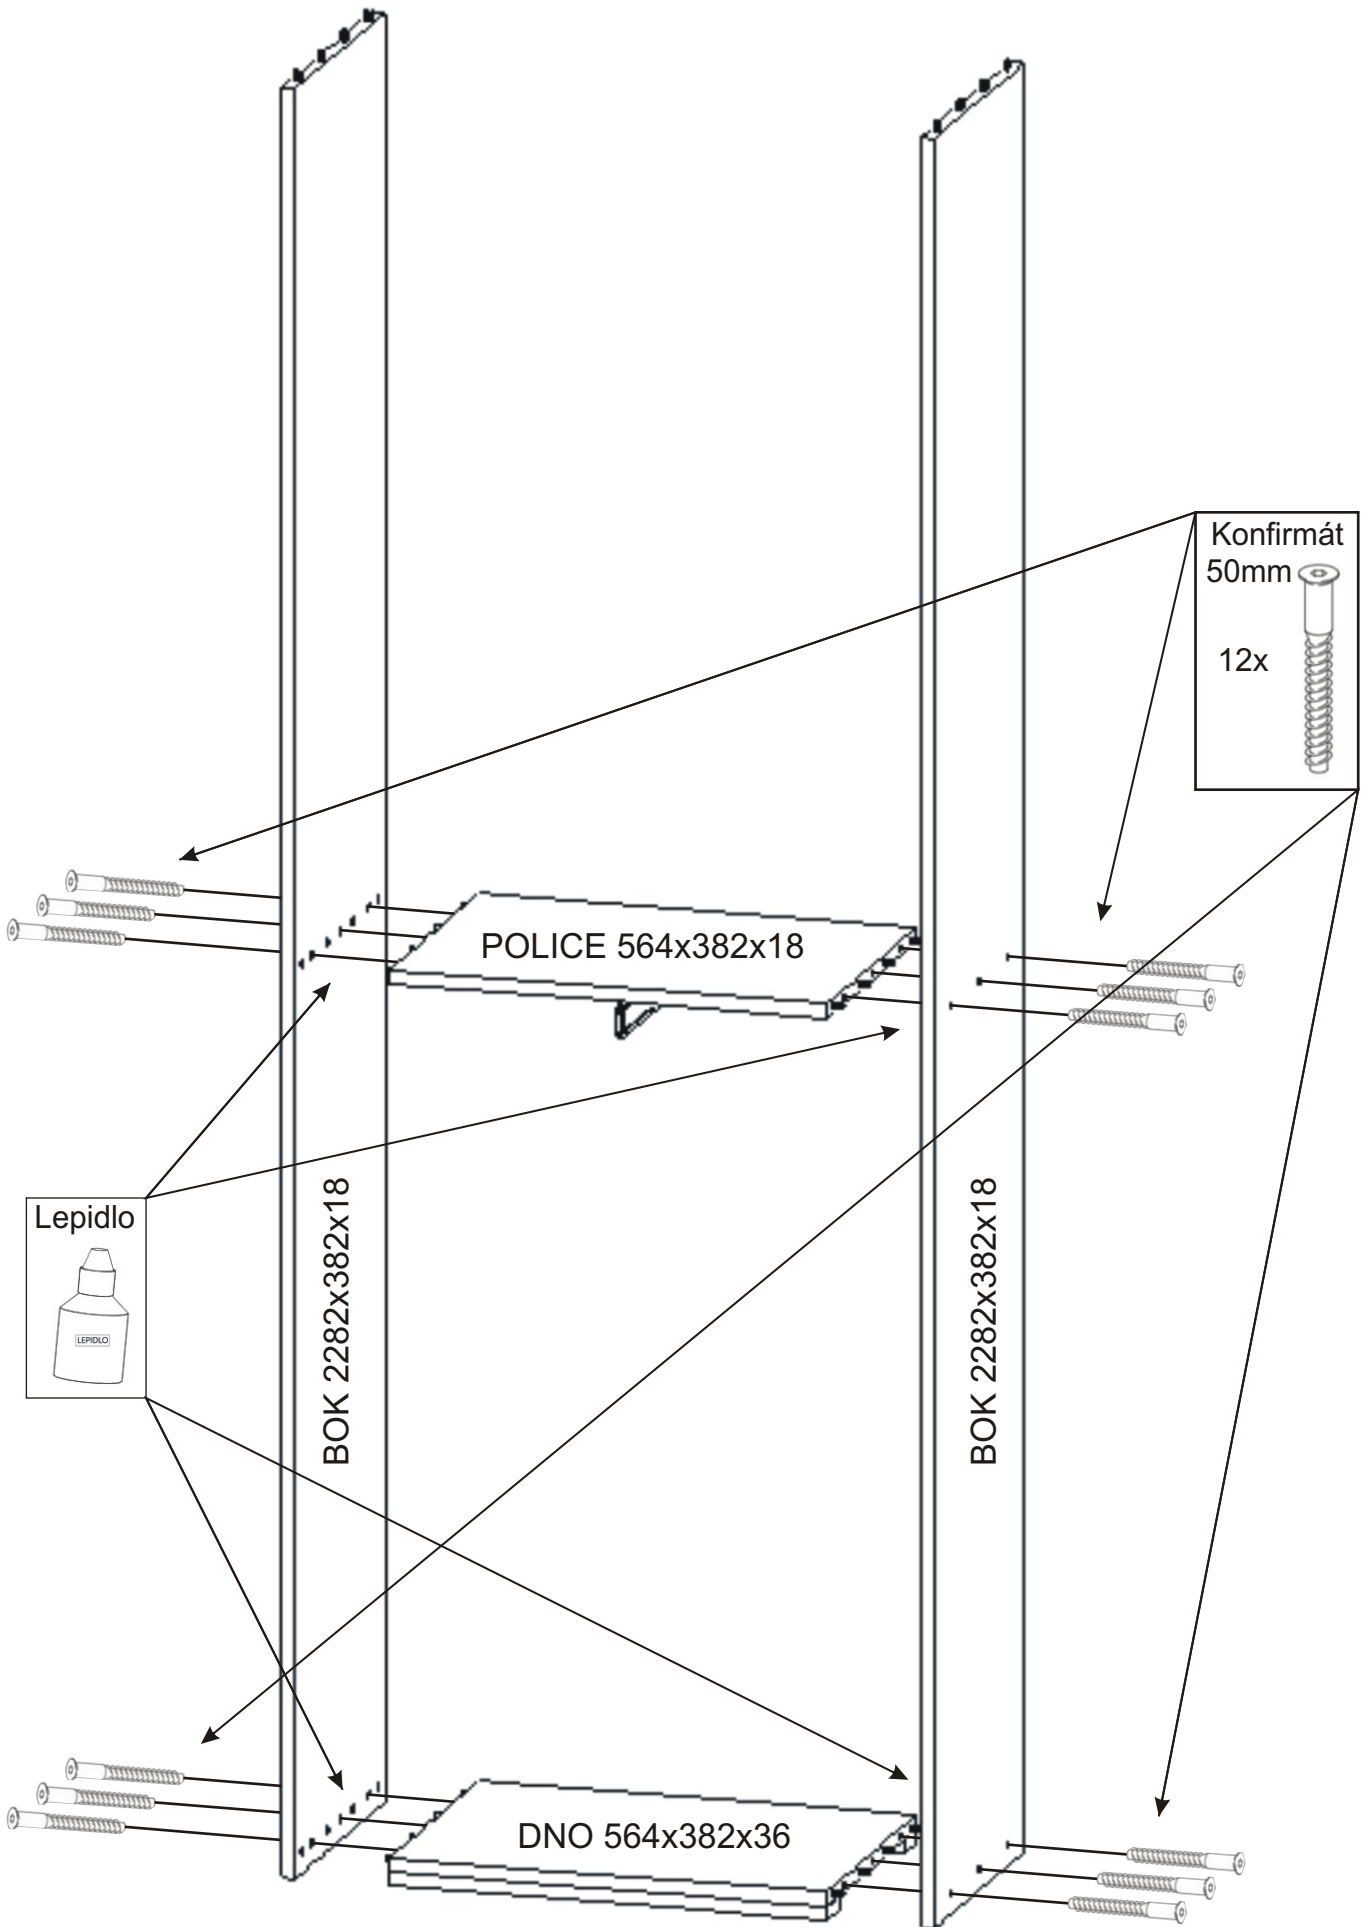 Konfirmát
50mm
12x
POLICE 564x382x18
Lepidlo
LEPIDLO
BOK 2282x382x18
BOK 2282x382x18
DNO 564x382x36